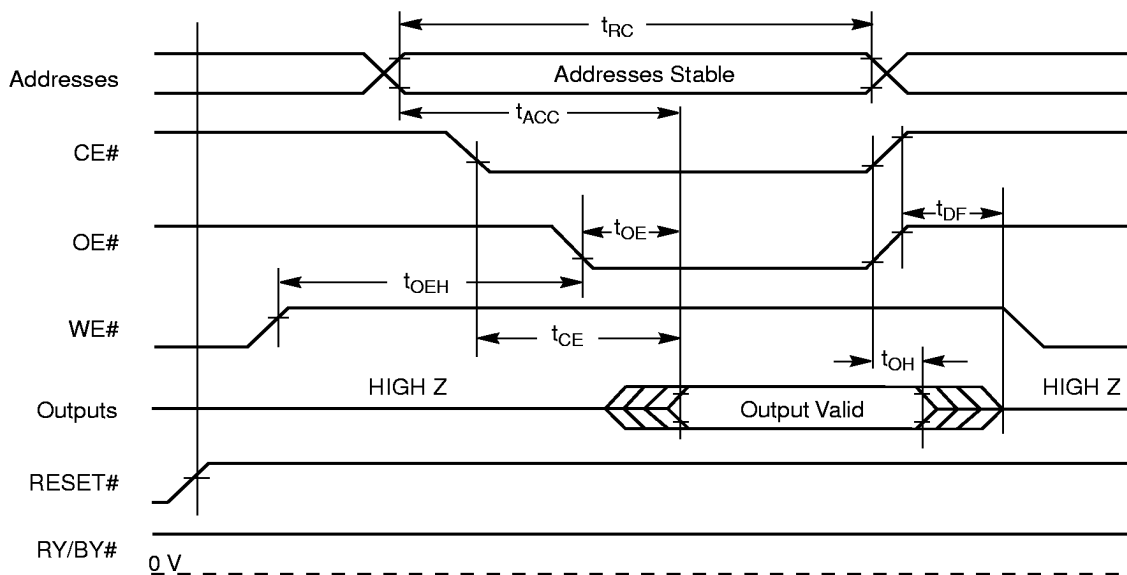 tRC
Addresses
Addresses Stable
tACC
CE#
tDF
OE#
tOE
tOEH
WE#
tCE
tOH
HIGH Z
HIGH Z
Outputs
Output Valid
RESET#
RY/BY#
0 V